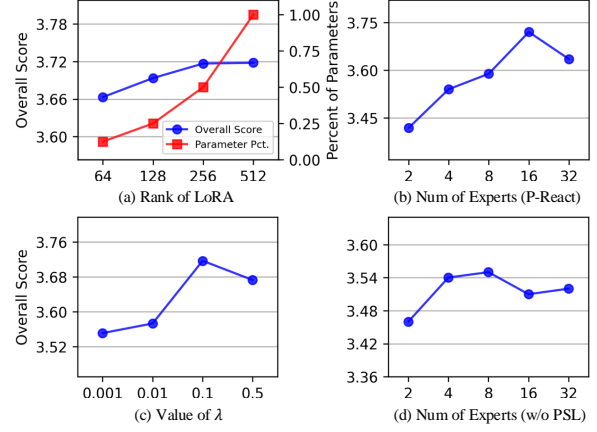 Overall Score
3.78
3.72
3.66
3.60
1.00
0.75
0.50
0.25
0.00
Percent of Parameters
Overall Score
Parameter Pct.
64 128 256 512
(a) Rank of LoRA
3.75
3.60
3.45
2 4 8 16 32
(b) Num of Experts (P-React)
Overall Score
3.76
3.68
3.60
3.52
0.001 0.01 0.1 0.5
(c) Value of λ
3.60
3.54
3.48
3.42
3.36
2 4 8 16 32
(d) Num of Experts (w/o PSL)